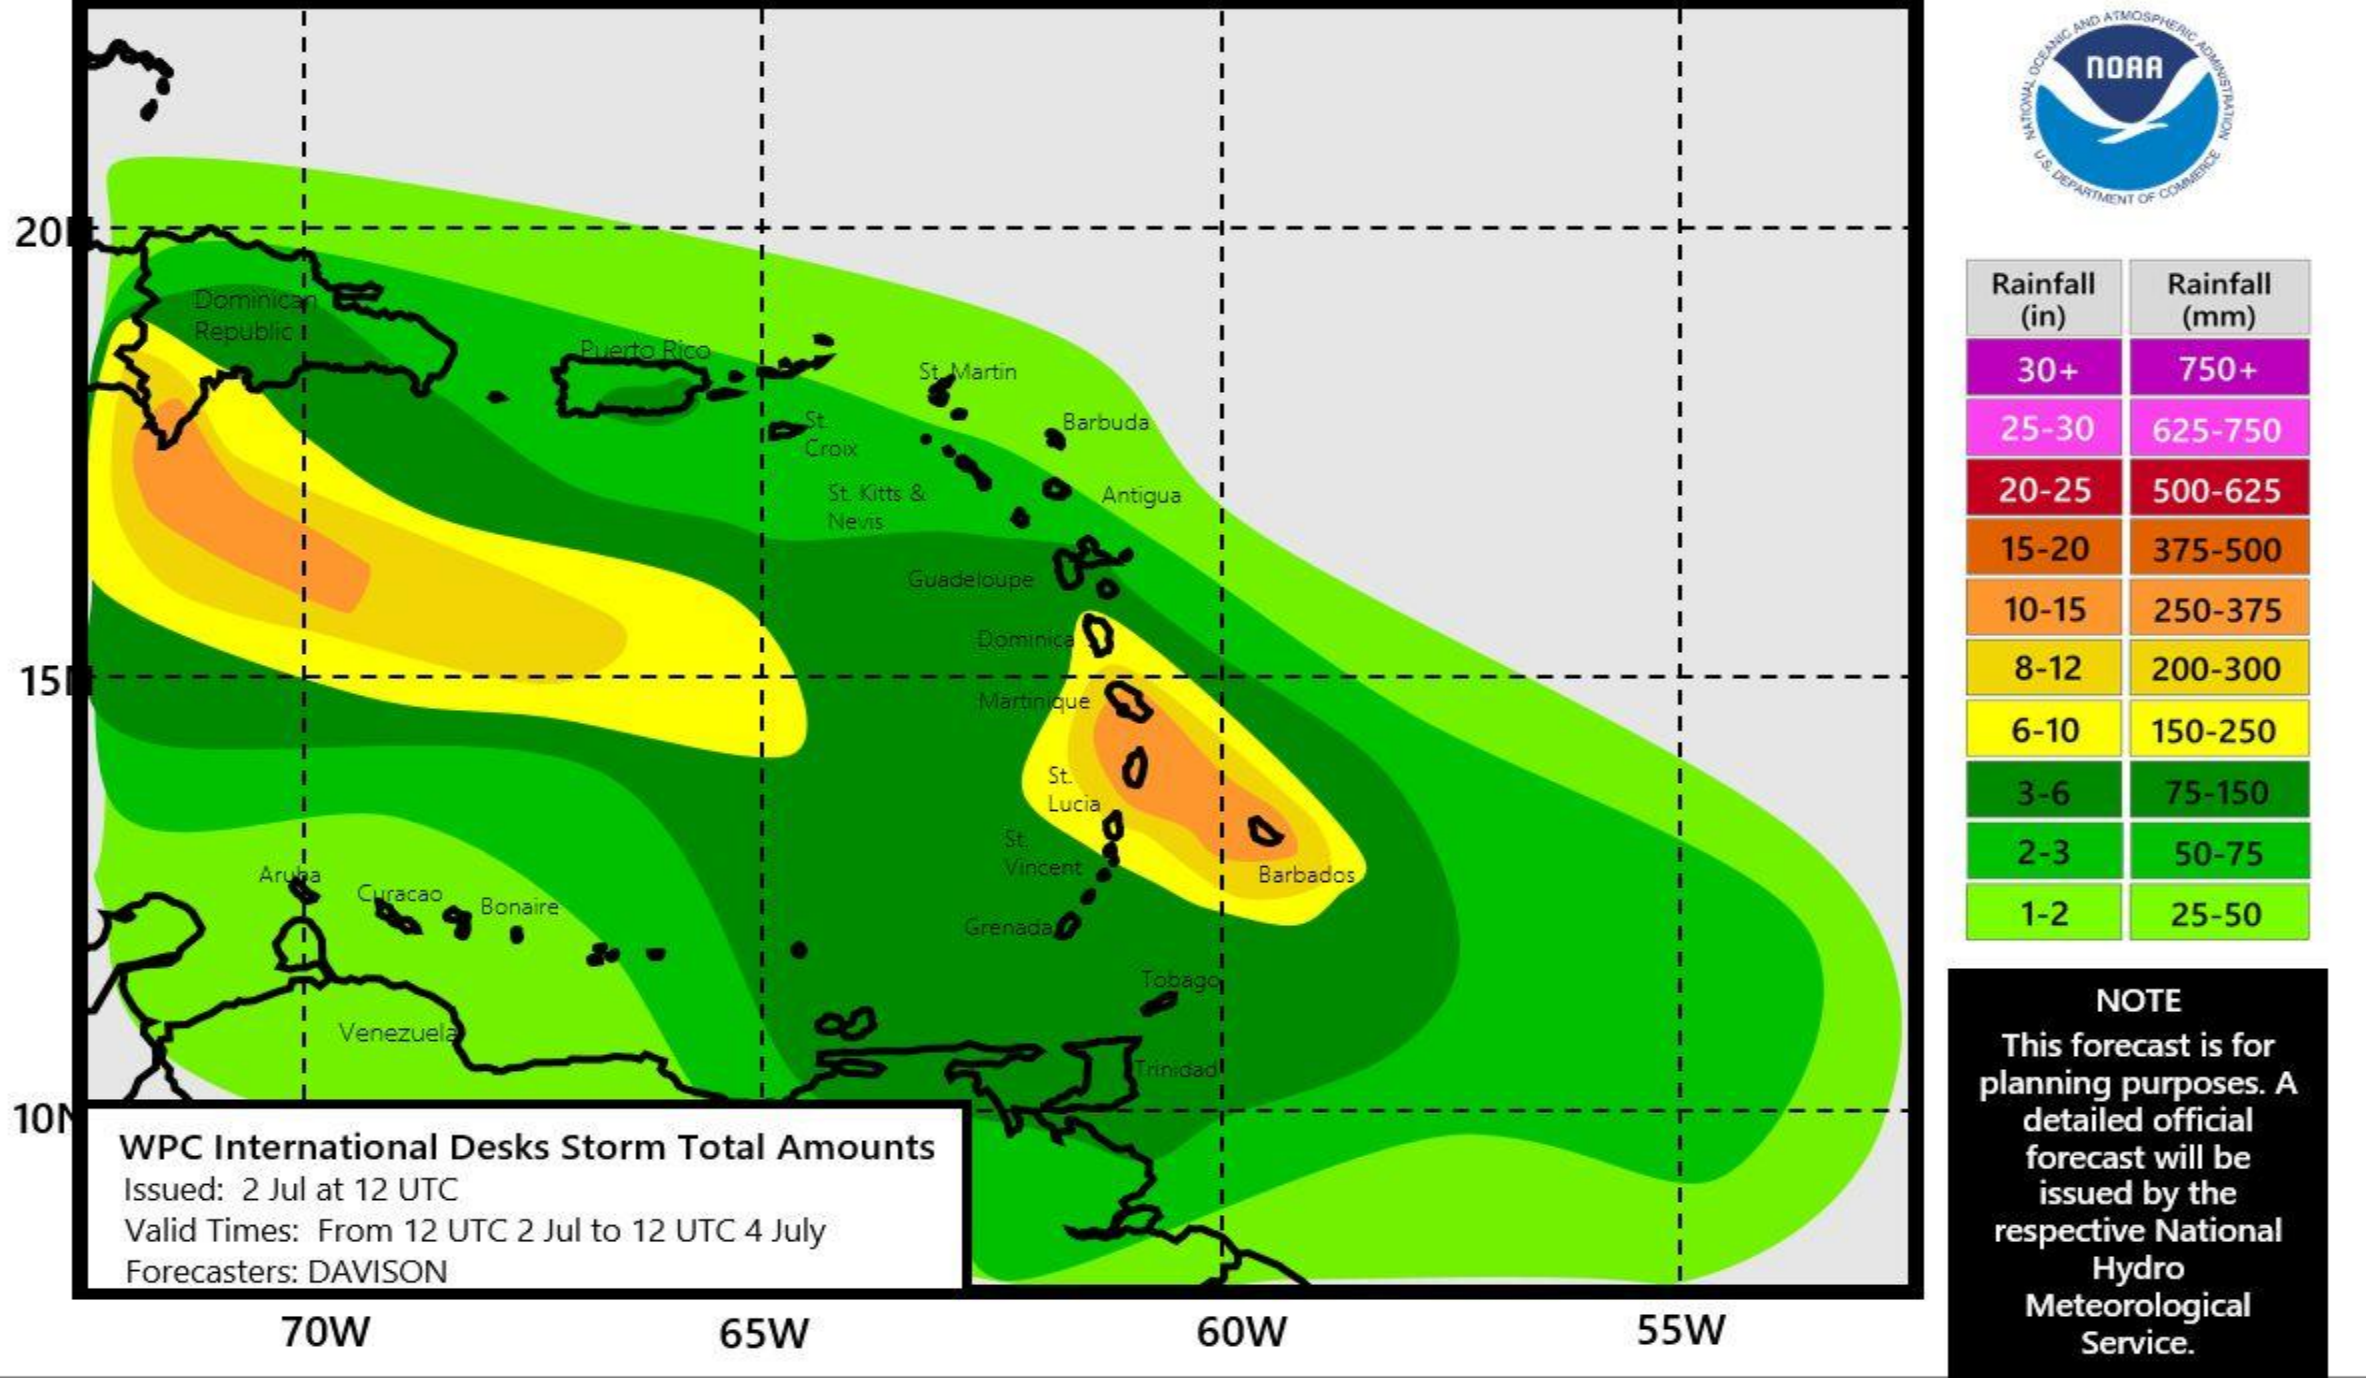 NATIONAL OCEANIC AND ATMOSPHERIC ADMINISTRATION
NOAA
U.S. DEPARTMENT OF COMMERCE
20N
15N
10N
70W
65W
60W
55W
Dominican
Republic
Puerto Rico
St. Martin
Barbuda
St.
Croix
St. Kitts &
Nevis
Antigua
Guadeloupe
Dominica
Martinique
St.
Lucia
St.
Vincent
Barbados
Grenada
Aruba
Curacao
Bonaire
Tobago
Trinidad
Venezuela
WPC International Desks Storm Total Amounts
Issued: 2 Jul at 12 UTC
Valid Times: From 12 UTC 2 Jul to 12 UTC 4 July
Forecasters: DAVISON
Rainfall Rainfall
(in) (mm)
30+ 750+
25-30 625-750
20-25 500-625
15-20 375-500
10-15 250-375
8-12 200-300
6-10 150-250
3-6 75-150
2-3 50-75
1-2 25-50
NOTE
This forecast is for
planning purposes. A
detailed official
forecast will be
issued by the
respective National
Hydro
Meteorological
Service.